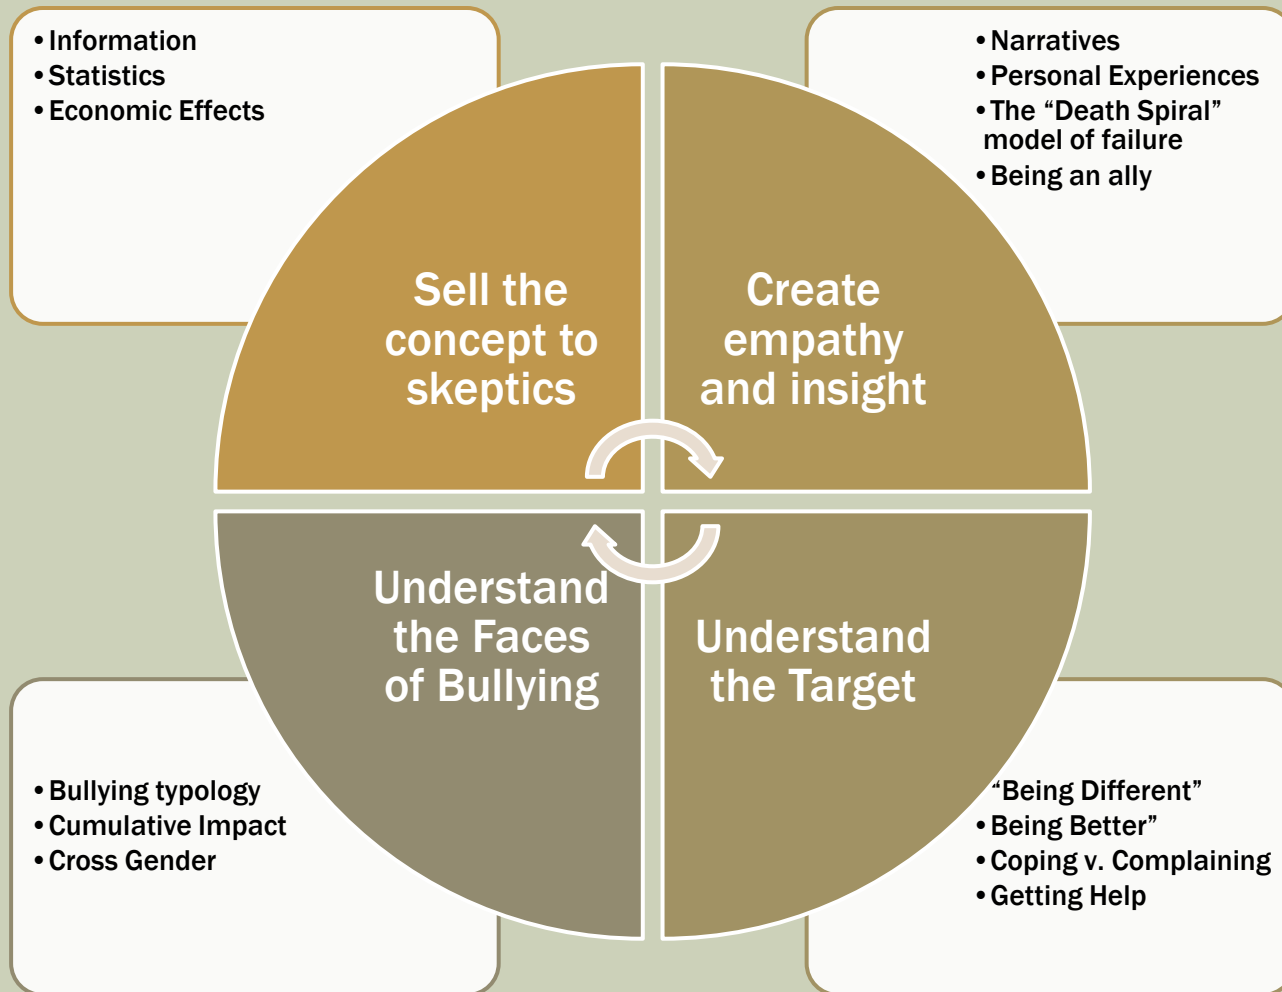 • Information
• Statistics
• Economic Effects
• Narratives
• Personal Experiences
• The “Death Spiral”
model of failure
• Being an ally
Sell the
concept to
skeptics
Create
empathy
and insight
Understand
the Faces
of Bullying
Understand
the Target
• Bullying typology
• Cumulative Impact
• Cross Gender
“Being Different”
• Being Better”
• Coping v. Complaining
• Getting Help